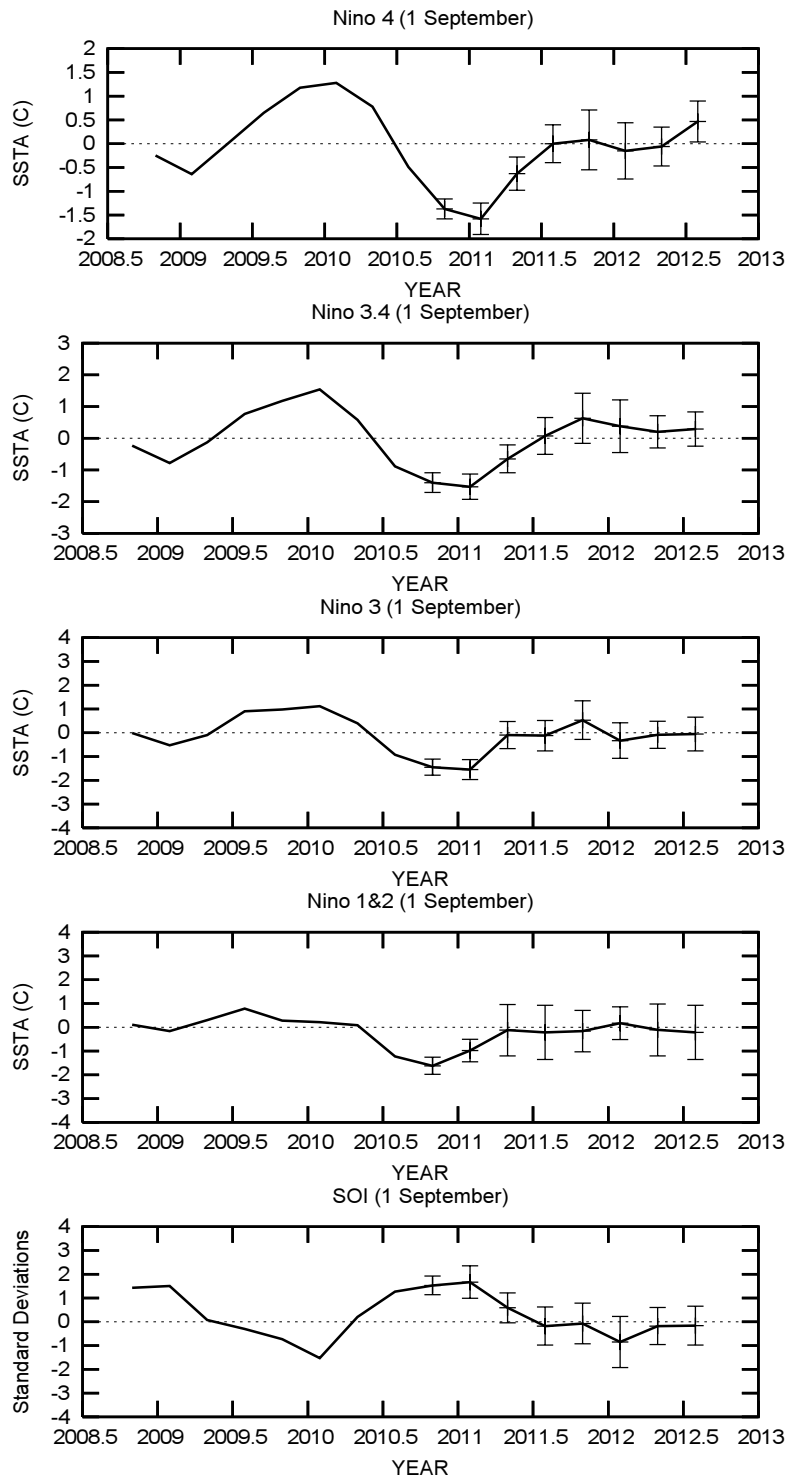 Nino 4 (1 September)
2
1.5
1
0.5
0
-0.5
-1
-1.5
-2
SSTA (C)
2008.5 2009 2009.5 2010 2010.5 2011 2011.5 2012 2012.5 2013
YEAR
Nino 3.4 (1 September)
3
2
1
0
-1
-2
-3
SSTA (C)
2008.5 2009 2009.5 2010 2010.5 2011 2011.5 2012 2012.5 2013
YEAR
Nino 3 (1 September)
4
3
2
1
0
-1
-2
-3
-4
SSTA (C)
2008.5 2009 2009.5 2010 2010.5 2011 2011.5 2012 2012.5 2013
YEAR
Nino 1&2 (1 September)
4
3
2
1
0
-1
-2
-3
-4
SSTA (C)
2008.5 2009 2009.5 2010 2010.5 2011 2011.5 2012 2012.5 2013
YEAR
SOI (1 September)
4
3
2
1
0
-1
-2
-3
-4
Standard Deviations
2008.5 2009 2009.5 2010 2010.5 2011 2011.5 2012 2012.5 2013
YEAR